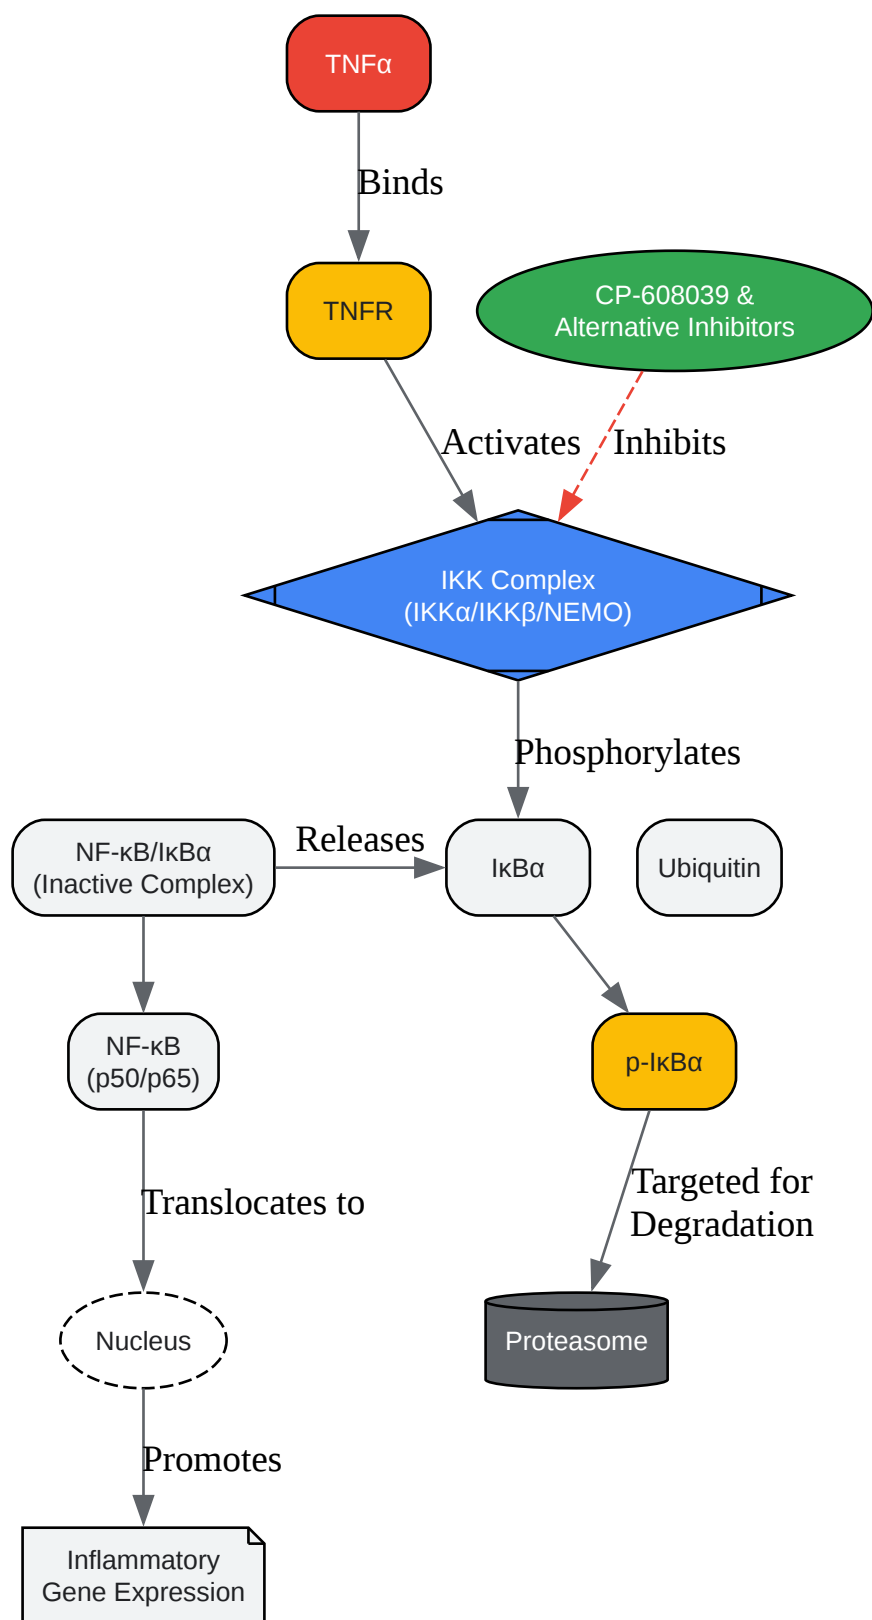 TNFα
Binds
TNFR
CP-608039 &
Alternative Inhibitors
Activates
Inhibits
IKK Complex
(IKKα/IKKβ/NEMO)
Phosphorylates
NF-κB/IκBα
(Inactive Complex)
Releases
IκBα
Ubiquitin
NF-κB
(p50/p65)
p-IκBα
Translocates to
Targeted for
Degradation
Nucleus
Proteasome
Promotes
Inflammatory
Gene Expression